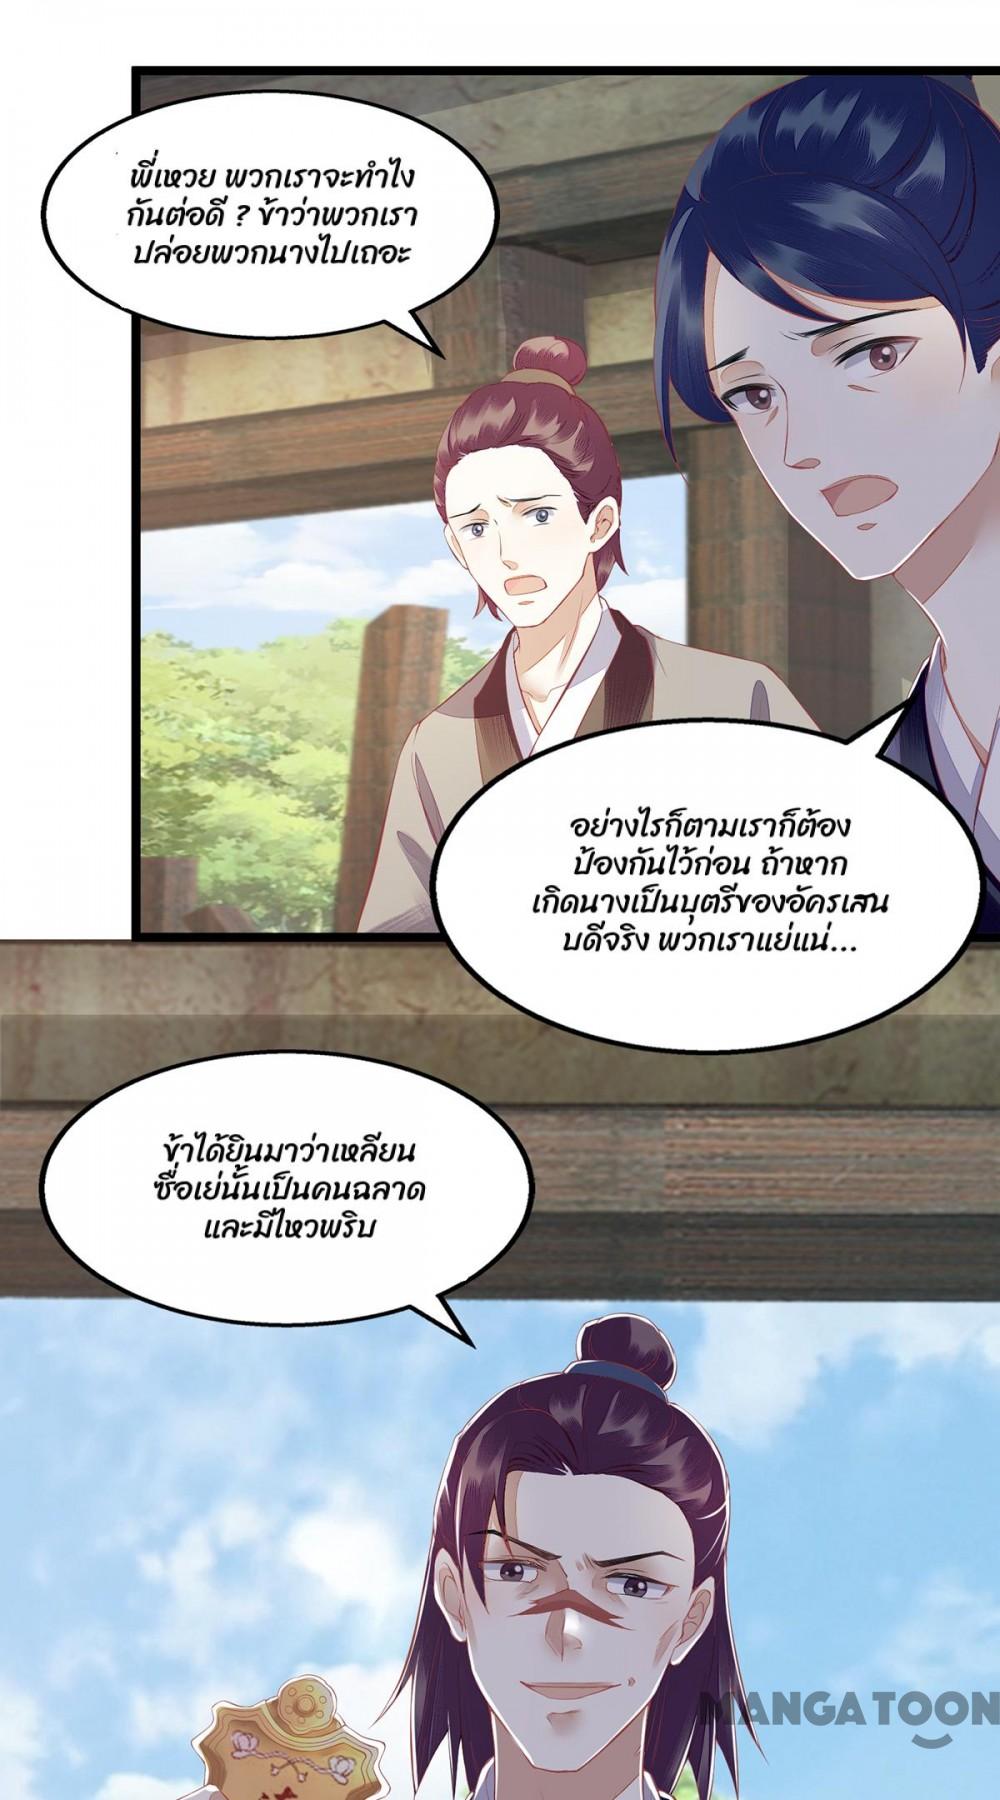 พี่เหวย พวกเราจะทำไง
กันต่อดี ? ข้าว่าพวกเรา
ปล่อยพวกนางไปเถอะ
อย่างไรก็ตามเราก็ต้อง
ป้องกันไว้ก่อน ถ้าหาก
เกิดนางเป็นบุตรีของอัครเสน
บดีจริง พวกเราแย่แน่...
ข้าได้ยินมาว่าเหลียน
ซื่อเย่นั้นเป็นคนฉลาด
และมีไหวพริบ
MANGATOON